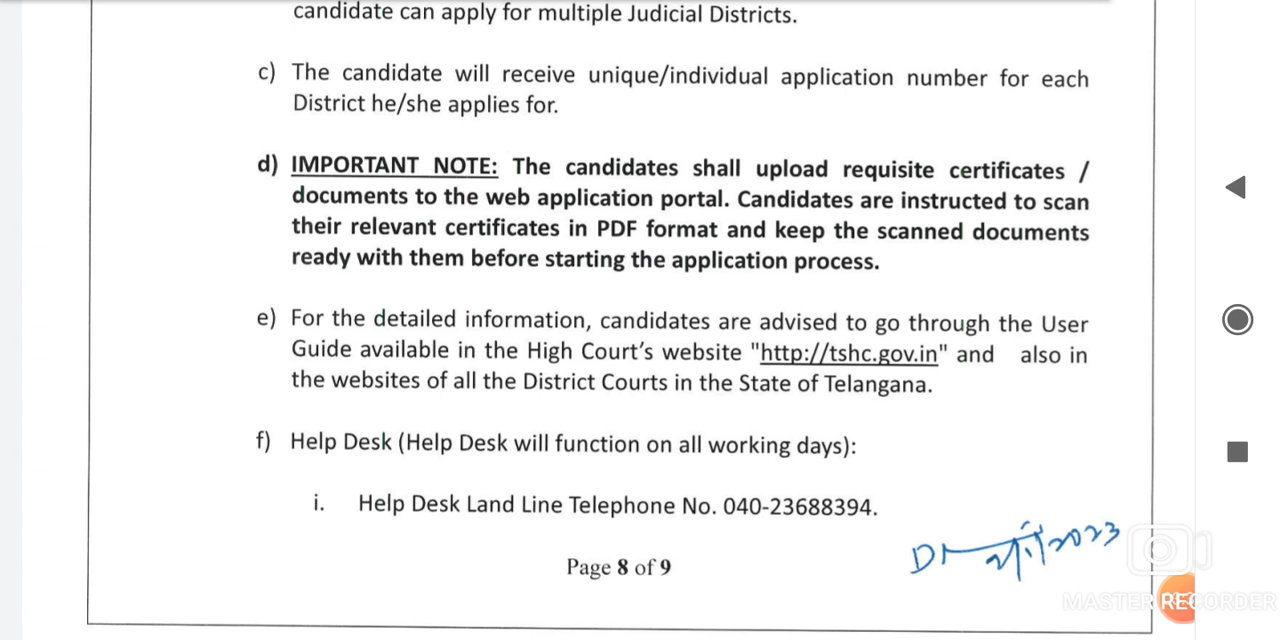 candidate can apply for multiple Judicial Districts.
c) The candidate will receive unique/individual application number for each
District he/she applies for.
d) IMPORTANT NOTE: The candidates shall upload requisite certificates /
documents to the web application portal. Candidates are instructed to scan
their relevant certificates in PDF format and keep the scanned documents
ready with them before starting the application process.
e) For the detailed information, candidates are advised to go through the User
Guide available in the High Court's website "http://tshc.gov.in" and also in
the websites of all the District Courts in the State of Telangana.
f) Help Desk (Help Desk will function on all working days):
i. Help Desk Land Line Telephone No. 040-23688394.
2023
Page 8 of 9
MASTER RECORDER